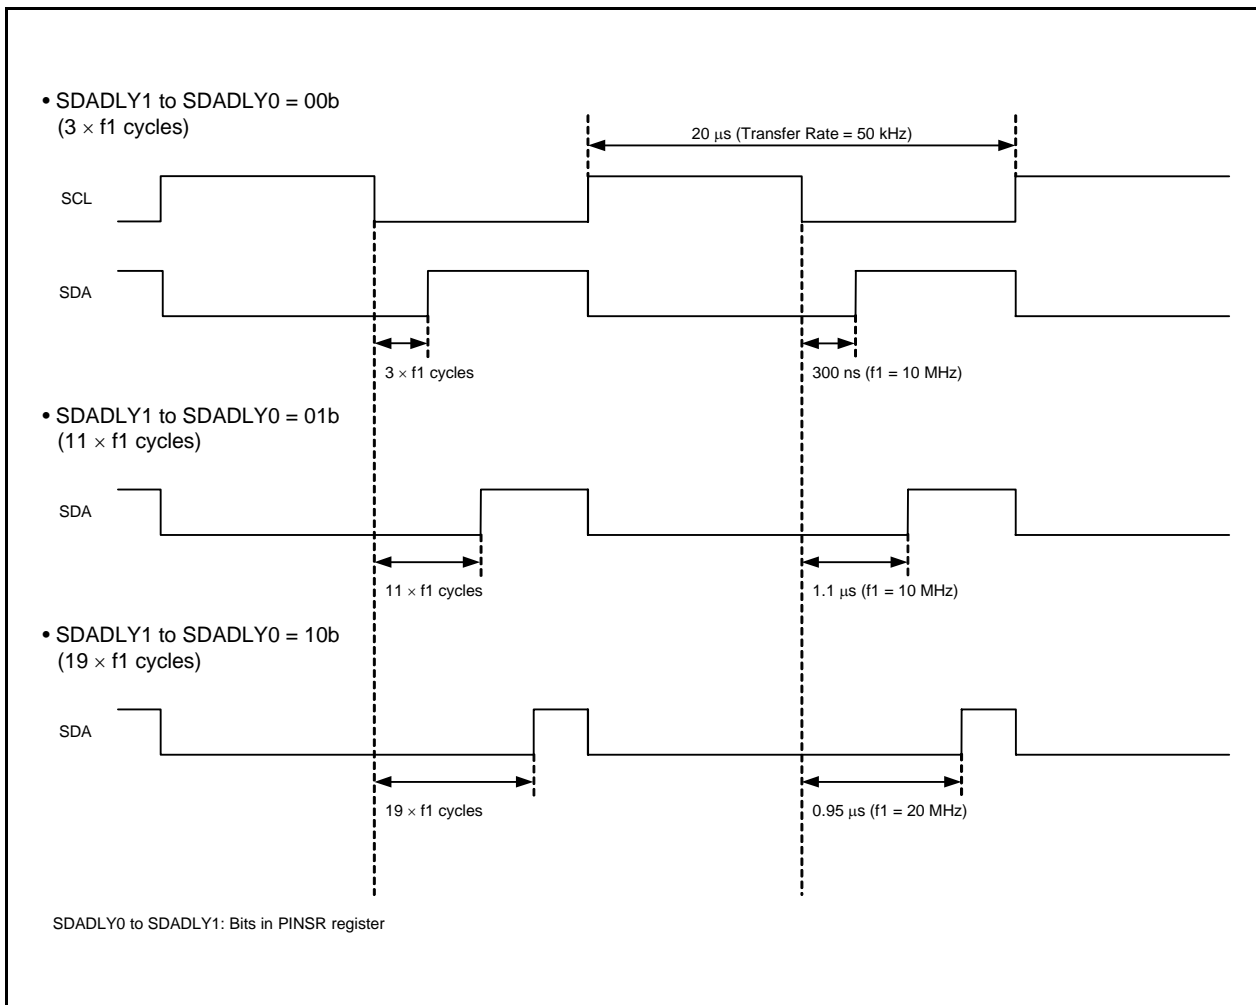 • SDADLY1 to SDADLY0 = 00b
(3 × f1 cycles)
20 μs (Transfer Rate = 50 kHz)
SCL
SDA
3 × f1 cycles
300 ns (f1 = 10 MHz)
• SDADLY1 to SDADLY0 = 01b
(11 × f1 cycles)
SDA
11 × f1 cycles
1.1 μs (f1 = 10 MHz)
• SDADLY1 to SDADLY0 = 10b
(19 × f1 cycles)
SDA
19 × f1 cycles
0.95 μs (f1 = 20 MHz)
SDADLY0 to SDADLY1: Bits in PINSR register